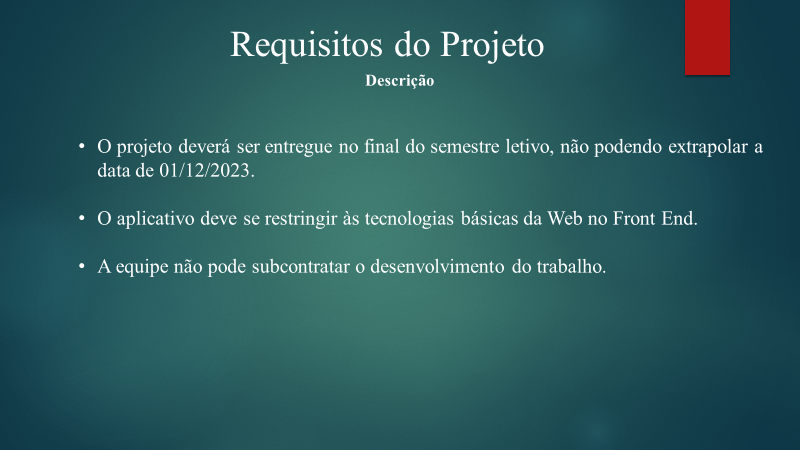 Requisitos do Projeto
Descrição
• O projeto deverá ser entregue no final do semestre letivo, não podendo extrapolar a
data de 01/12/2023.
• O aplicativo deve se restringir às tecnologias básicas da Web no Front End.
• A equipe não pode subcontratar o desenvolvimento do trabalho.